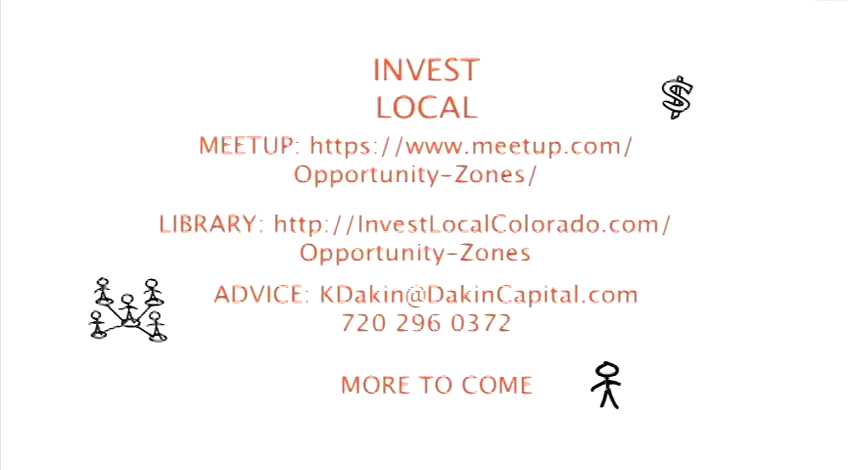 INVEST
LOCAL
MEETUP: https://www.meetup.com/
Opportunity-Zones/
LIBRARY: http://InvestLocalColorado.com/
Opportunity-Zones
ADVICE: KDakin@DakinCapital.com
720 296 0372
MORE TO COME